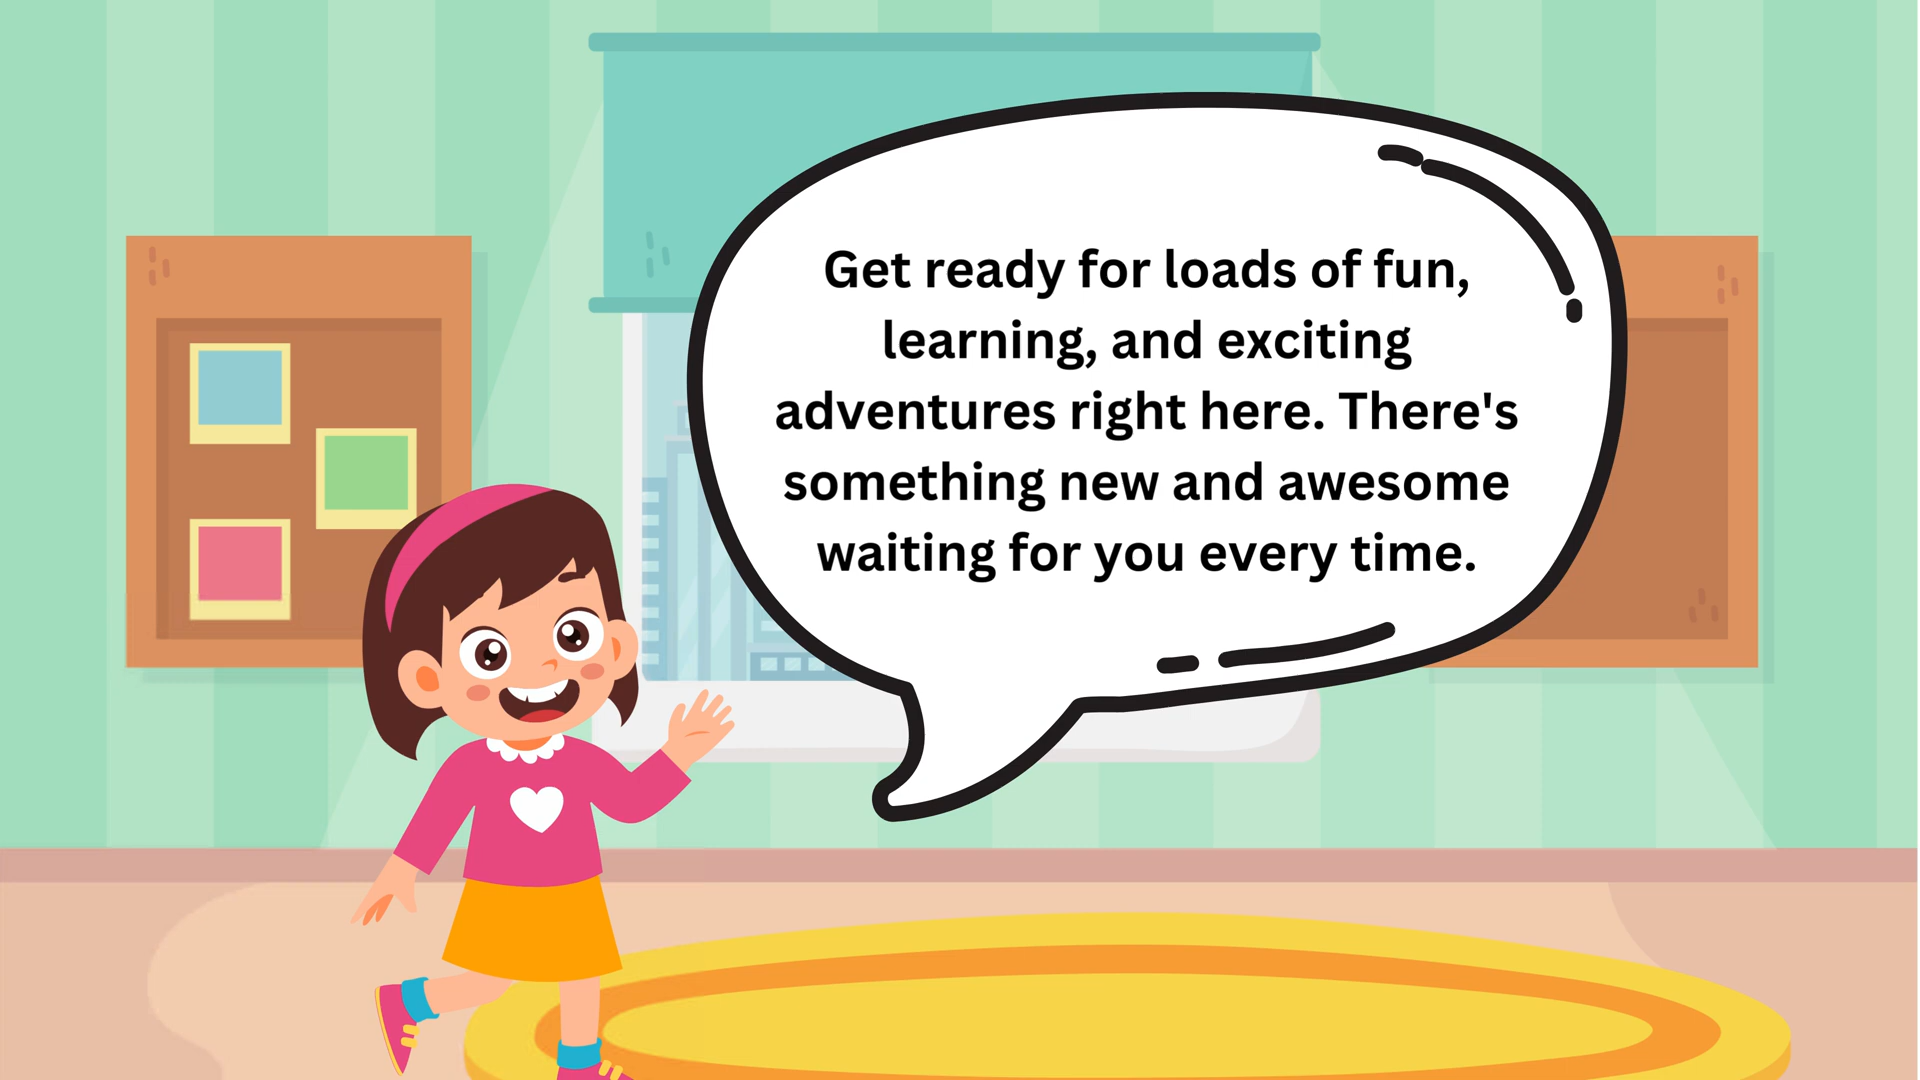 Get ready for loads of fun,
learning, and exciting
adventures right here. There's
something new and awesome
waiting for you every time.